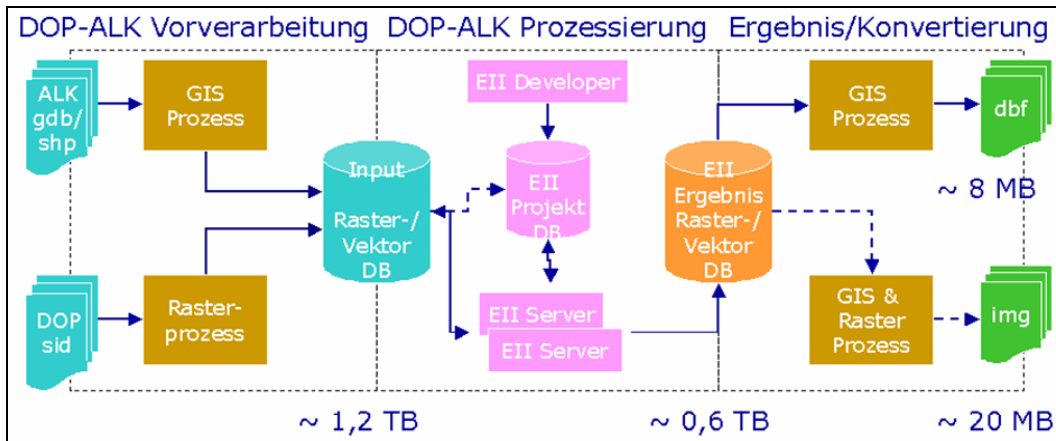 DOP-ALK Vorverarbeitung
DOP-ALK Prozessierung
Ergebnis/Konvertierung
ALK
gdb/
shp
GIS
Prozess
DOP
sid
Raster-
prozess
Input
Raster-/
Vektor
DB
EII Developer
EII
Projekt
DB
EII Server
EII Server
EII
Ergebnis
Raster-/
Vektor
DB
GIS
Prozess
dbf
~ 8 MB
GIS &
Raster
Prozess
img
~ 1,2 TB
~ 0,6 TB
~ 20 MB